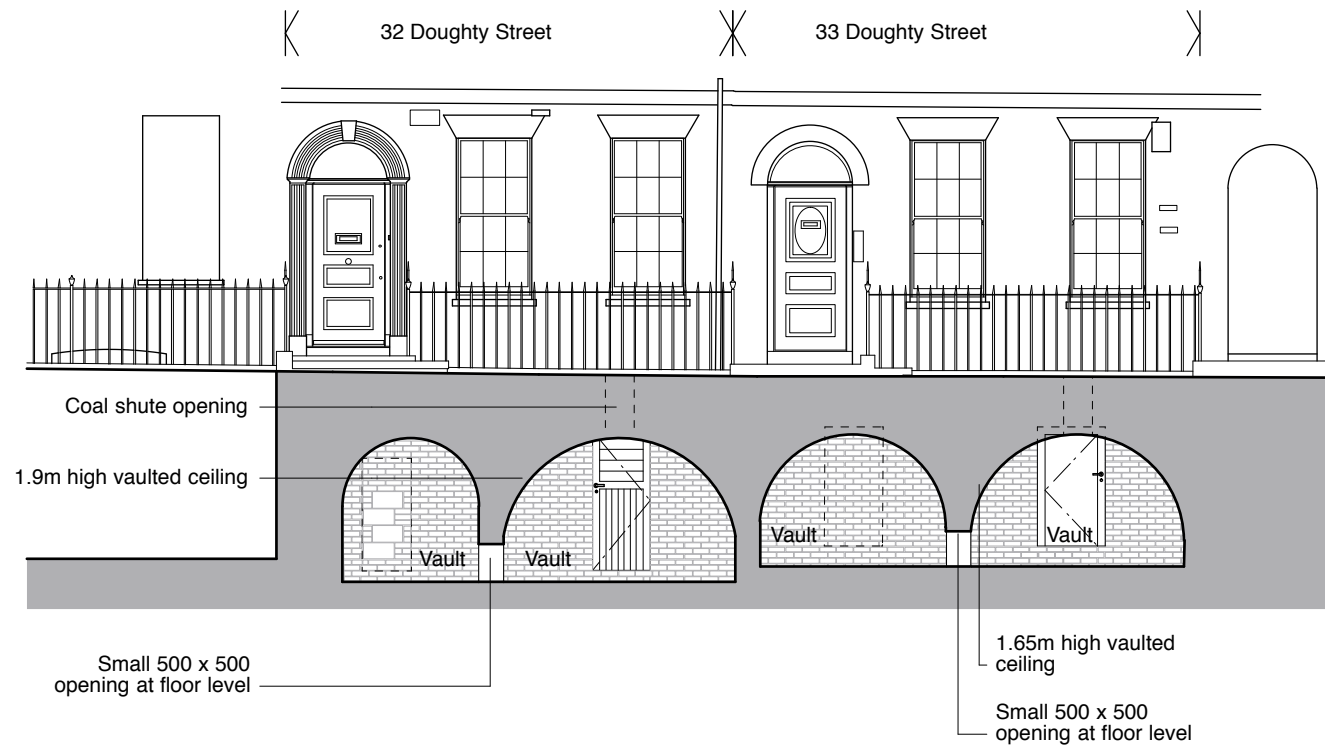 32 Doughty Street
33 Doughty Street
Coal shute opening
1.9m high vaulted ceiling
Vault
Vault
Vault
Vault
Small 500 x 500
opening at floor level
1.65m high vaulted
ceiling
Small 500 x 500
opening at floor level